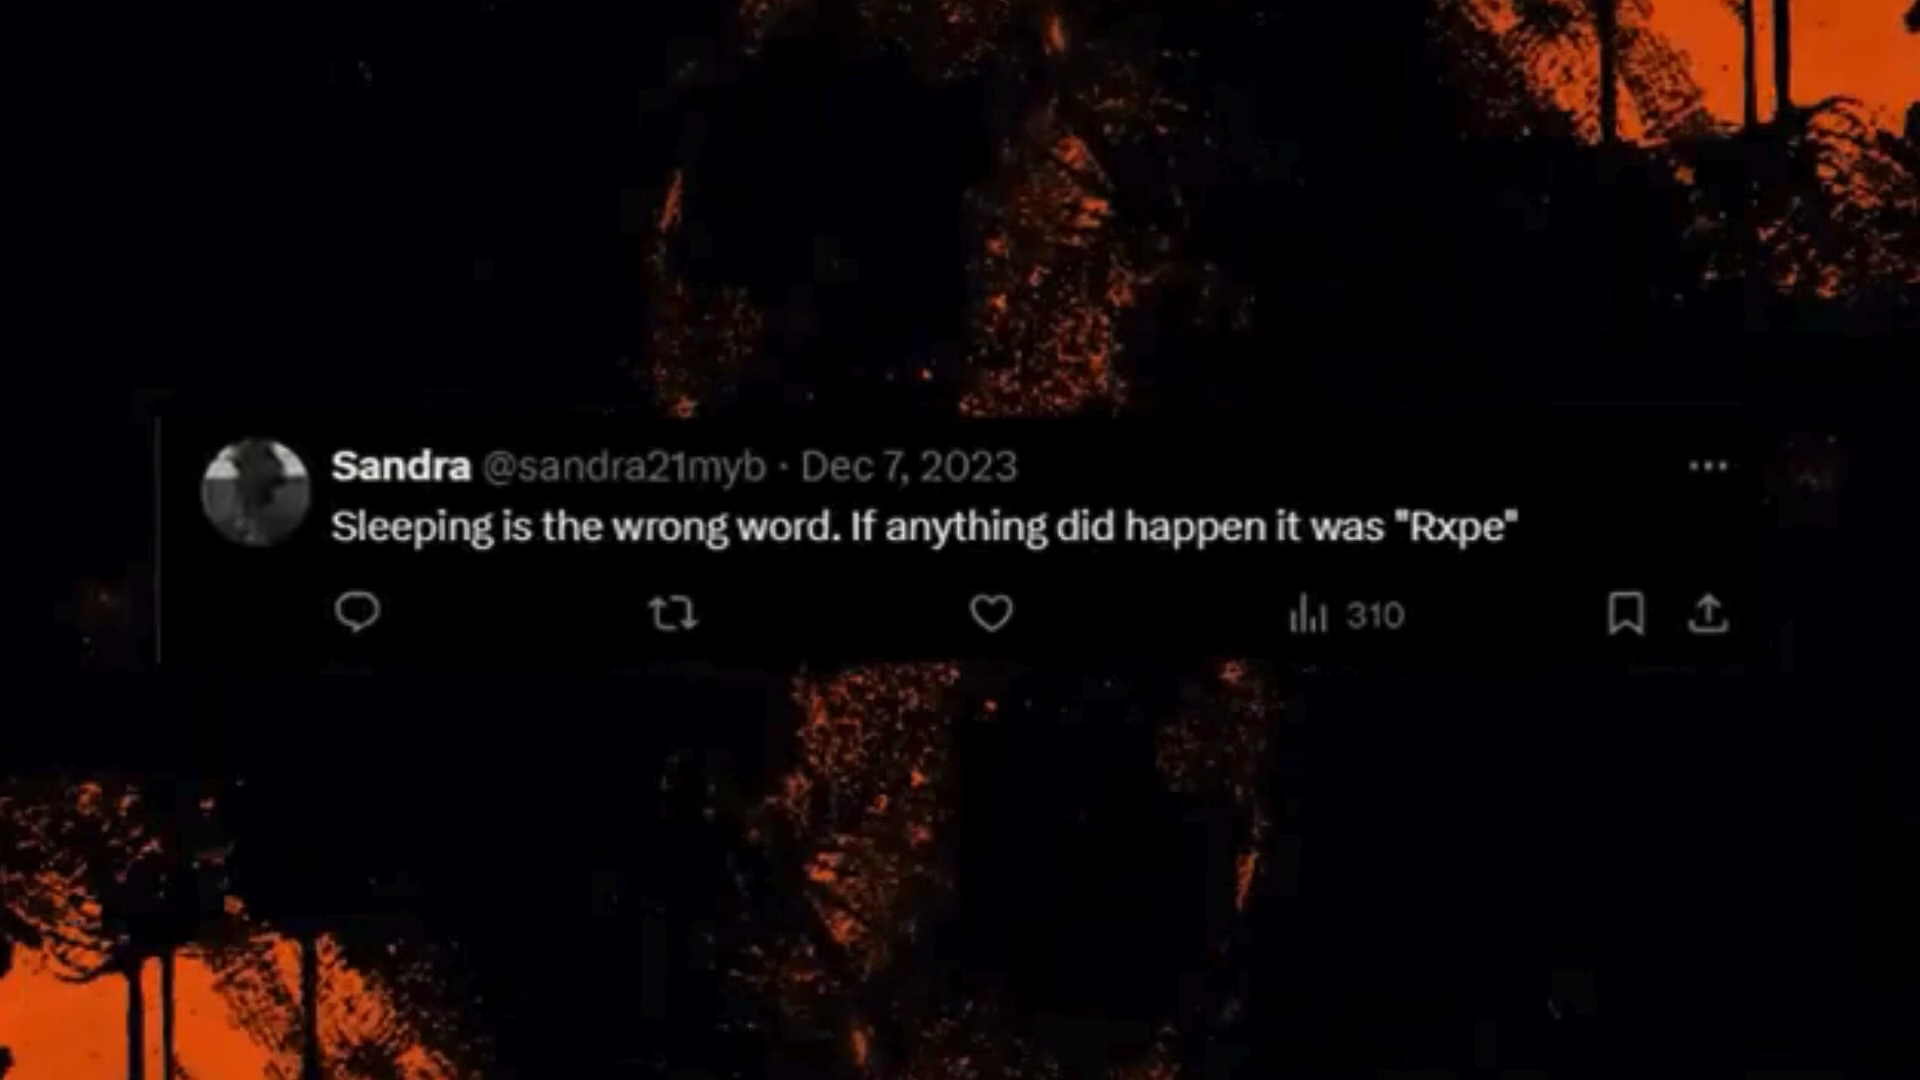 Sandra @sandra21myb · Dec 7, 2023
Sleeping is the wrong word. If anything did happen it was "Rxpe"
310